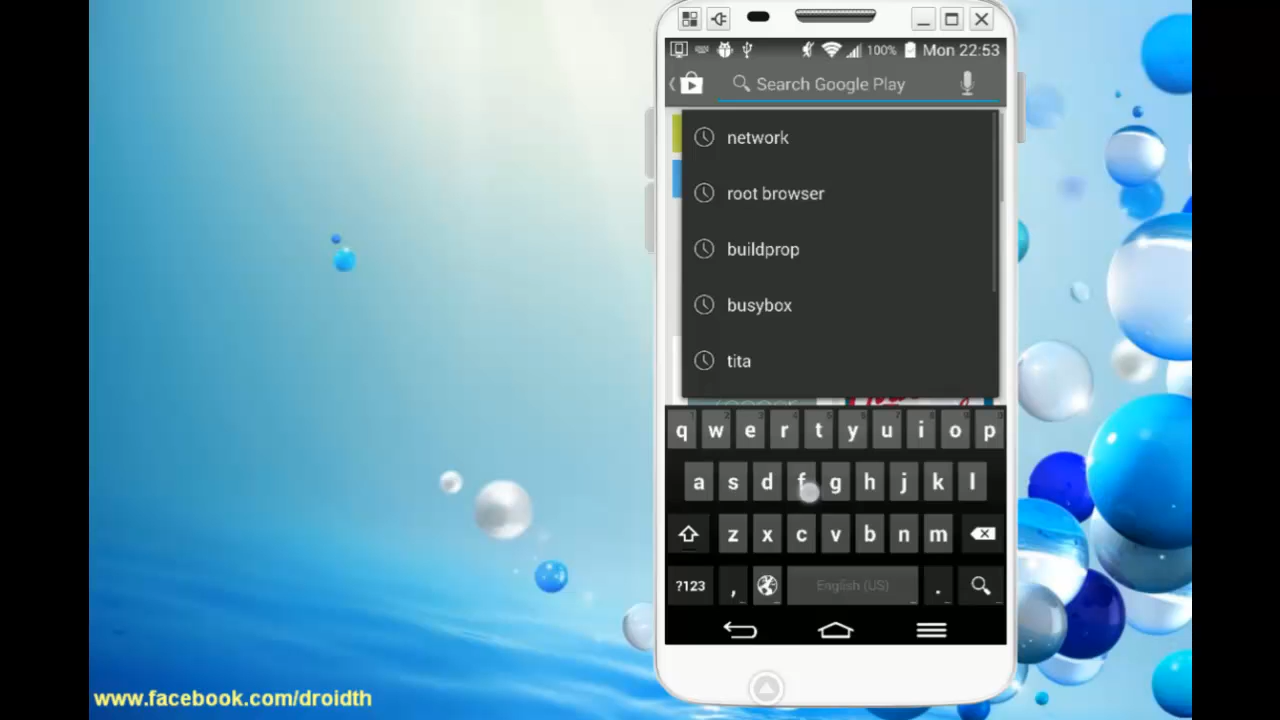 100% Mon 22:53
Search Google Play
network
root browser
buildprop
busybox
tita
q w e r t y u i o p
a s d f g h j k l
z x c v b n m
?123 , English (US) .
www.facebook.com/droidth